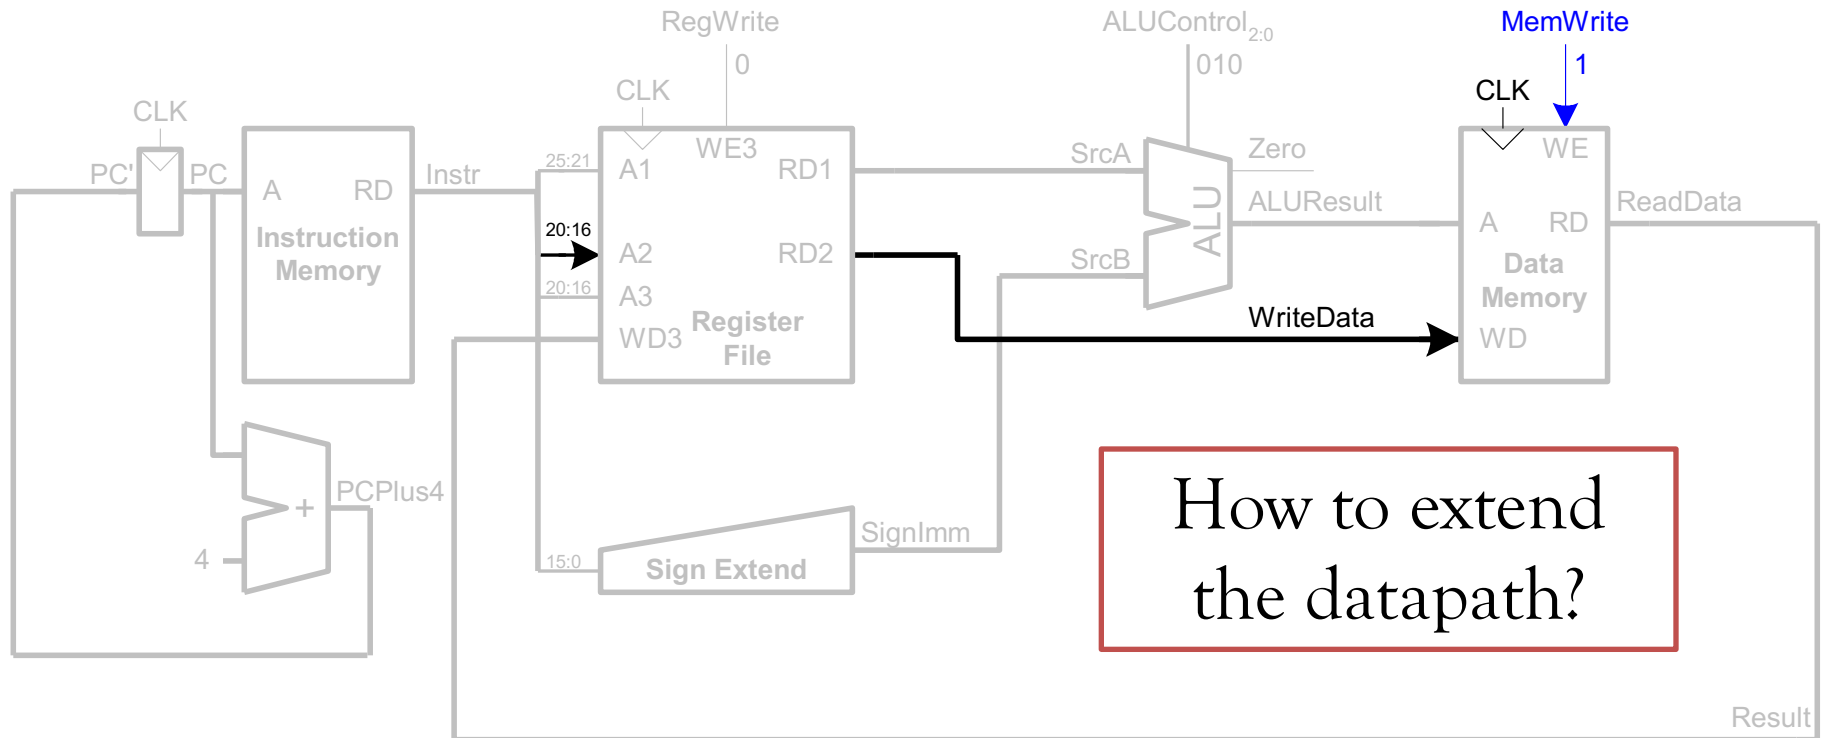 RegWrite
ALUControl2:0
MemWrite
0
010
1
CLK
CLK
CLK
WE3
WE
PC'
PC
A
RD
Instr
25:21
A1
RD1
SrcA
Zero
Instruction
Memory
20:16
A2
RD2
SrcB
ALU
ALUResult
A
RD
ReadData
Data
Memory
20:16
A3
WD3
Register
File
WriteData
WD
+
PCPlus4
4
15:0
Sign Extend
SignImm
How to extend
the datapath?
Result